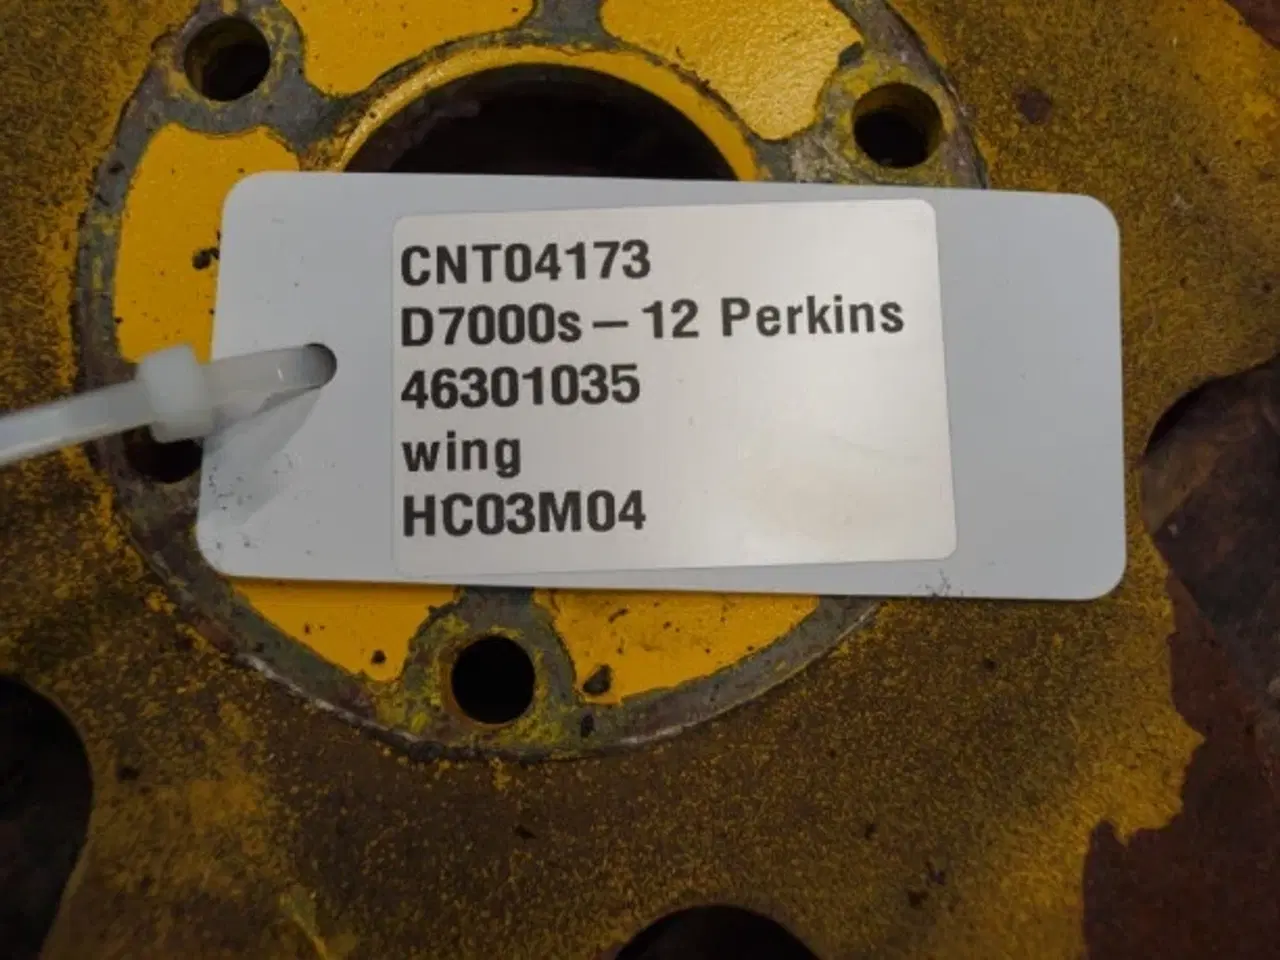 CNT04173
D7000s – 12 Perkins
46301035
wing
HC03M04